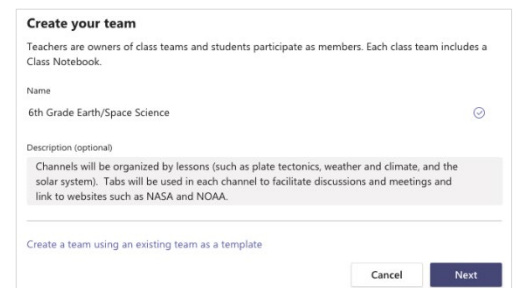 Create your team
Teachers are owners of class teams and students participate as members. Each class team includes a
Class Notebook.
Name
6th Grade Earth/Space Science
Description (optional)
Channels will be organized by lessons (such as plate tectonics, weather and climate, and the
solar system).  Tabs will be used in each channel to facilitate discussions and meetings and
link to websites such as NASA and NOAA.
Create a team using an existing team as a template
Cancel Next